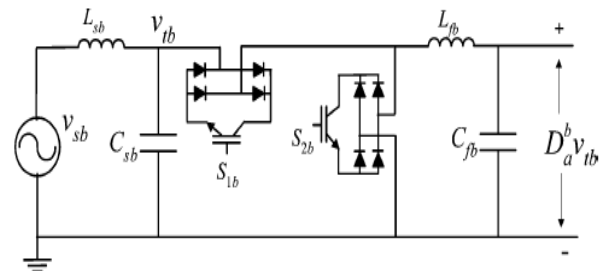 L_sb
v_tb
L_fb
+
v_sb
C_sb
S_1b
S_2b
C_fb
D_a^b v_tb
-